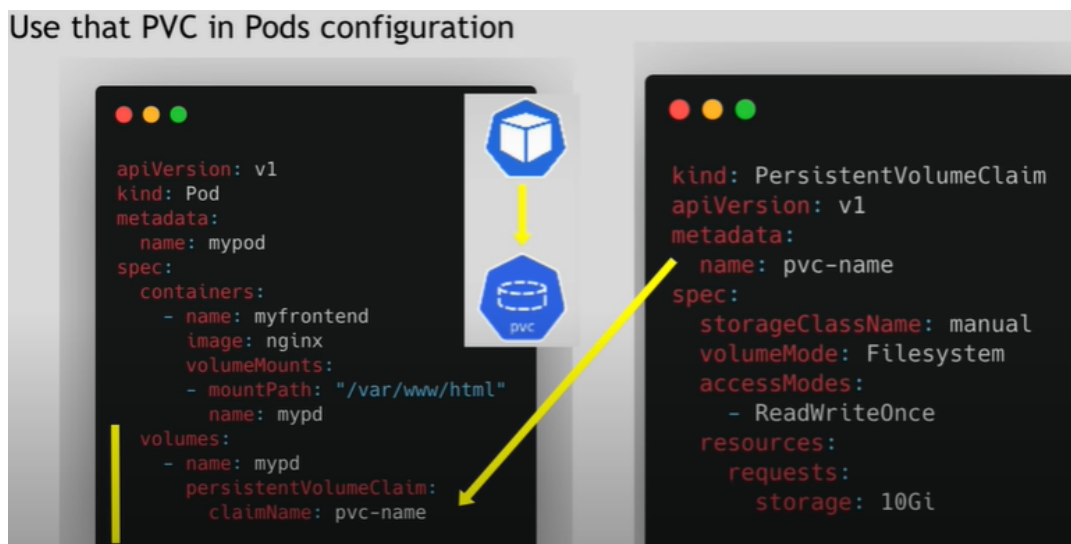 Use that PVC in Pods configuration
apiVersion: v1
kind: Pod
metadata:
  name: mypod
spec:
  containers:
    - name: myfrontend
      image: nginx
      volumeMounts:
      - mountPath: "/var/www/html"
        name: mypd
  volumes:
    - name: mypd
      persistentVolumeClaim:
        claimName: pvc-name
pvc
kind: PersistentVolumeClaim
apiVersion: v1
metadata:
  name: pvc-name
spec:
  storageClassName: manual
  volumeMode: Filesystem
  accessModes:
    - ReadWriteOnce
  resources:
    requests:
      storage: 10Gi